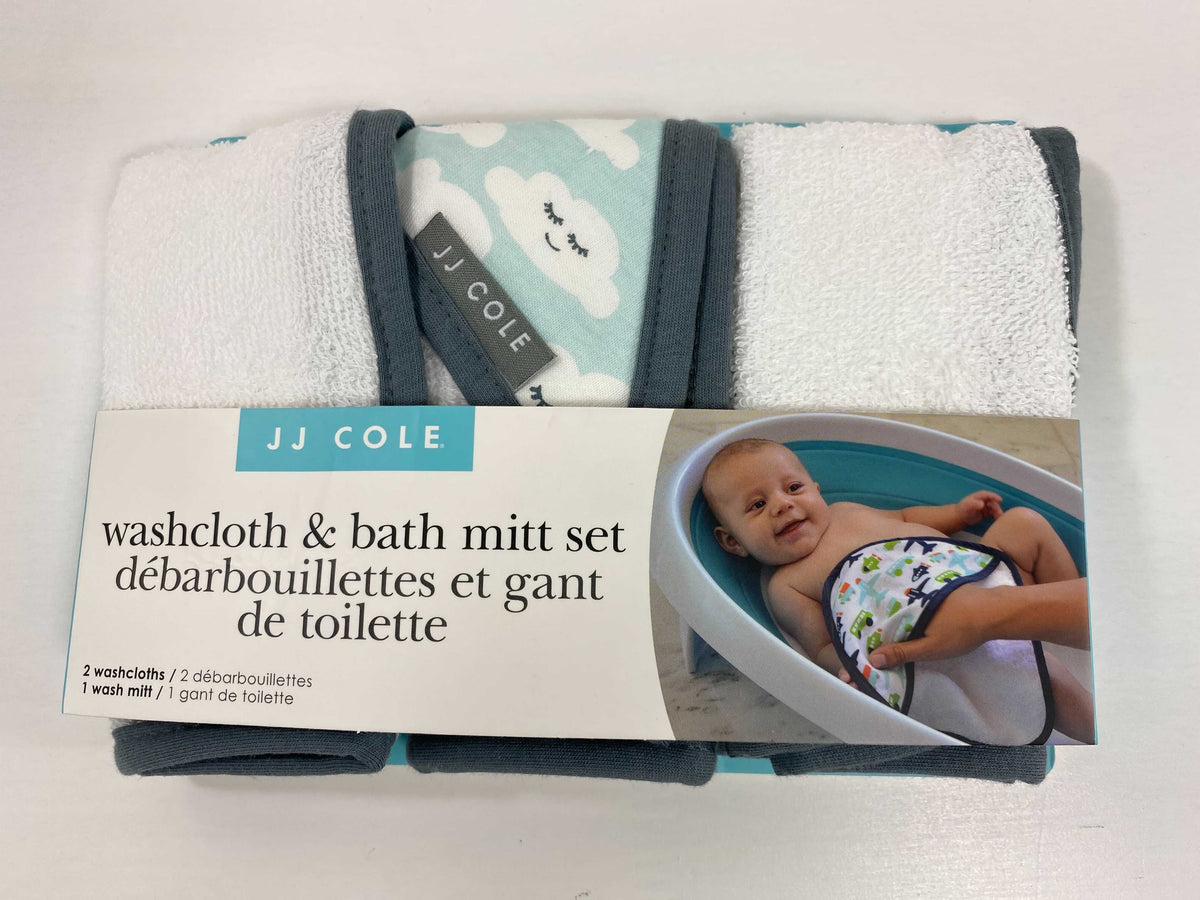 JJ COLE
JJ COLE
washcloth & bath mitt set
débarbouillettes et gant
de toilette
2 washcloths / 2 débarbouillettes
1 wash mitt / 1 gant de toilette